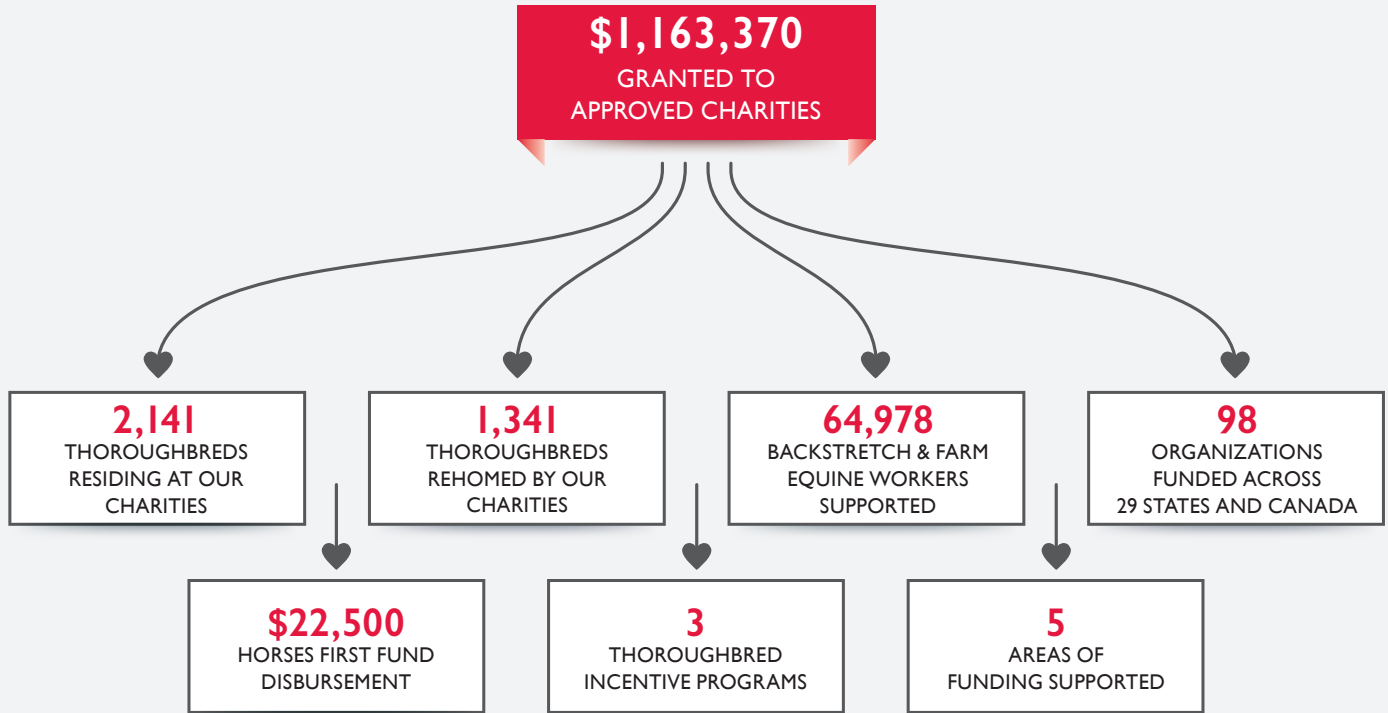 $1,163,370
GRANTED TO
APPROVED CHARITIES
2,141
THOROUGHBREDS
RESIDING AT OUR
CHARITIES
1,341
THOROUGHBREDS
REHOMED BY OUR
CHARITIES
64,978
BACKSTRETCH & FARM
EQUINE WORKERS
SUPPORTED
98
ORGANIZATIONS
FUNDED ACROSS
29 STATES AND CANADA
$22,500
HORSES FIRST FUND
DISBURSEMENT
3
THOROUGHBRED
INCENTIVE PROGRAMS
5
AREAS OF
FUNDING SUPPORTED